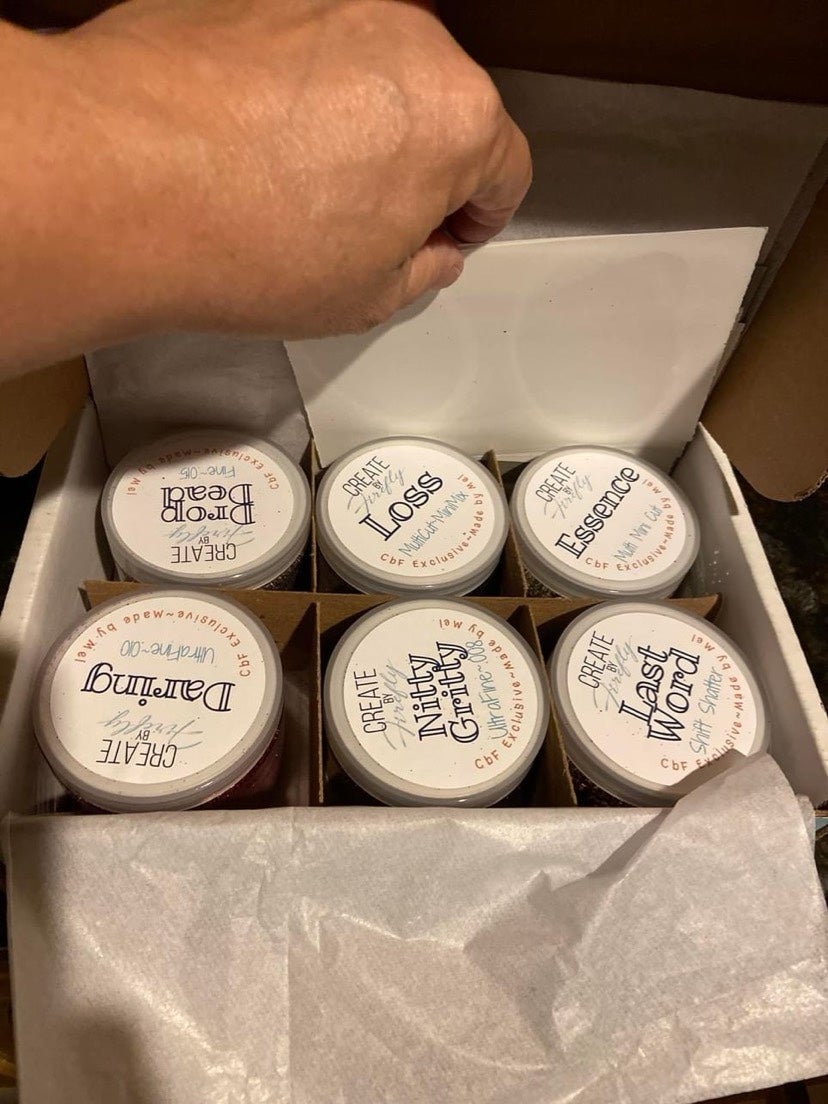 CREATE
BY
firefly
Drop
Dead
Fine~.015
CbF Exclusive~Made by Mel
CREATE
BY
firefly
Loss
MultiCut~MiniMix
CbF Exclusive~Made by Mel
CREATE
BY
firefly
Essence
Multi Mini Cut
CbF Exclusive~Made by Mel
CREATE
BY
firefly
Daring
UltraFine~.010
CbF Exclusive~Made by Mel
CREATE
BY
firefly
Nitty
Gritty
UltraFine~.008
CbF Exclusive~Made by Mel
CREATE
BY
firefly
Last
Word
Shift Shatter
CbF Exclusive~Made by Mel